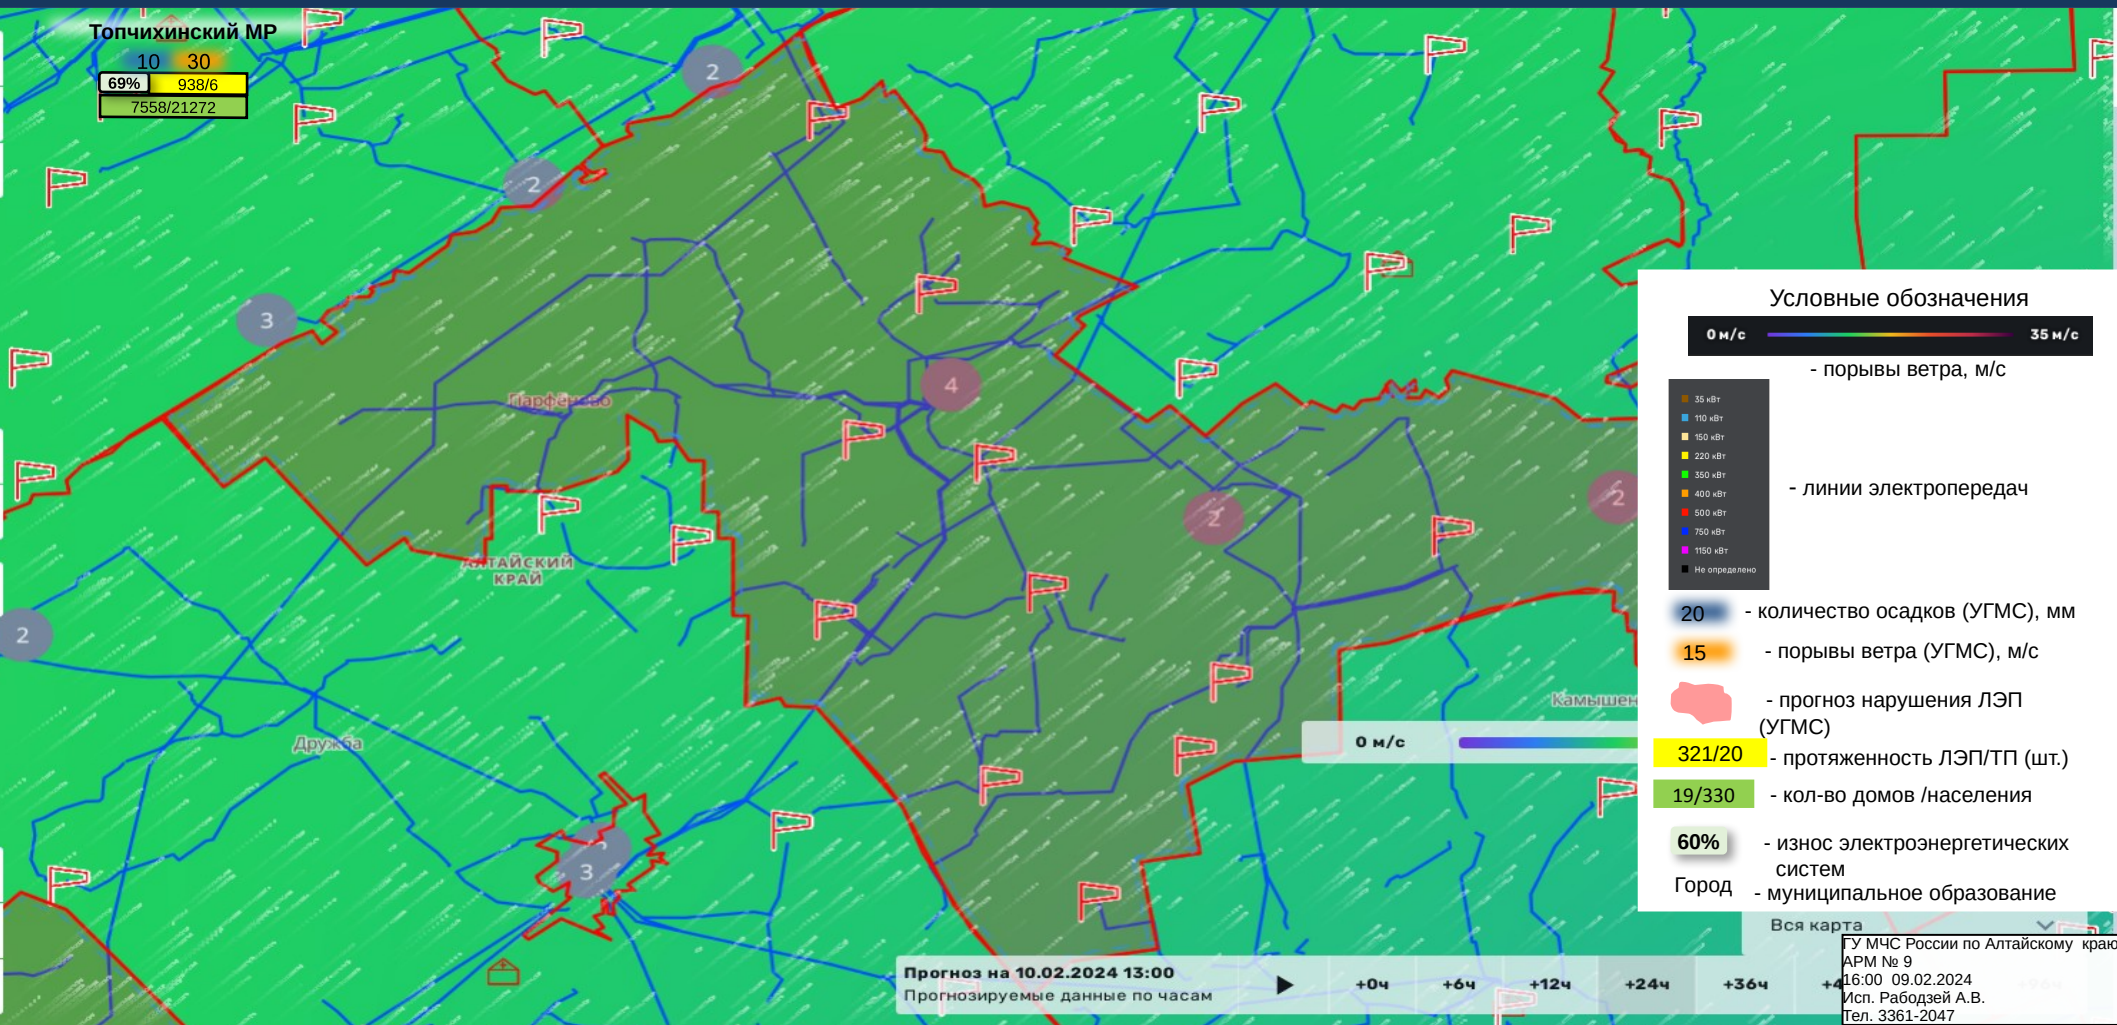 Топчихинский МР
10 30
69% 938/6
7558/21272
2
2
3
4
2
2
2
3
Парфёново
АЛТАЙСКИЙ
КРАЙ
Дружба
Камышен
0 м/с
Условные обозначения
0 м/с 35 м/с
- порывы ветра, м/с
35 кВт
110 кВт
150 кВт
220 кВт
350 кВт
400 кВт
500 кВт
750 кВт
1150 кВт
Не определено
- линии электропередач
20 - количество осадков (УГМС), мм
15 - порывы ветра (УГМС), м/с
- прогноз нарушения ЛЭП
(УГМС)
321/20 - протяженность ЛЭП/ТП (шт.)
19/330 - кол-во домов /населения
60% - износ электроэнергетических
систем
Город - муниципальное образование
Вся карта
Прогноз на 10.02.2024 13:00
Прогнозируемые данные по часам
+0ч +6ч +12ч +24ч +36ч +4
ГУ МЧС России по Алтайскому краю
АРМ № 9
16:00 09.02.2024
Исп. Рабодзей А.В.
Тел. 3361-2047